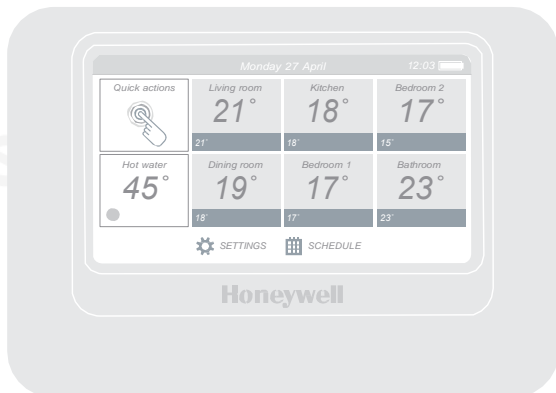 Monday 27 April 12:03
Quick actions Living room Kitchen Bedroom 2
21° 18° 17°
21° 18° 15°
Hot water Dining room Bedroom 1 Bathroom
45° 19° 17° 23°
18° 17° 23°
SETTINGS SCHEDULE
Honeywell